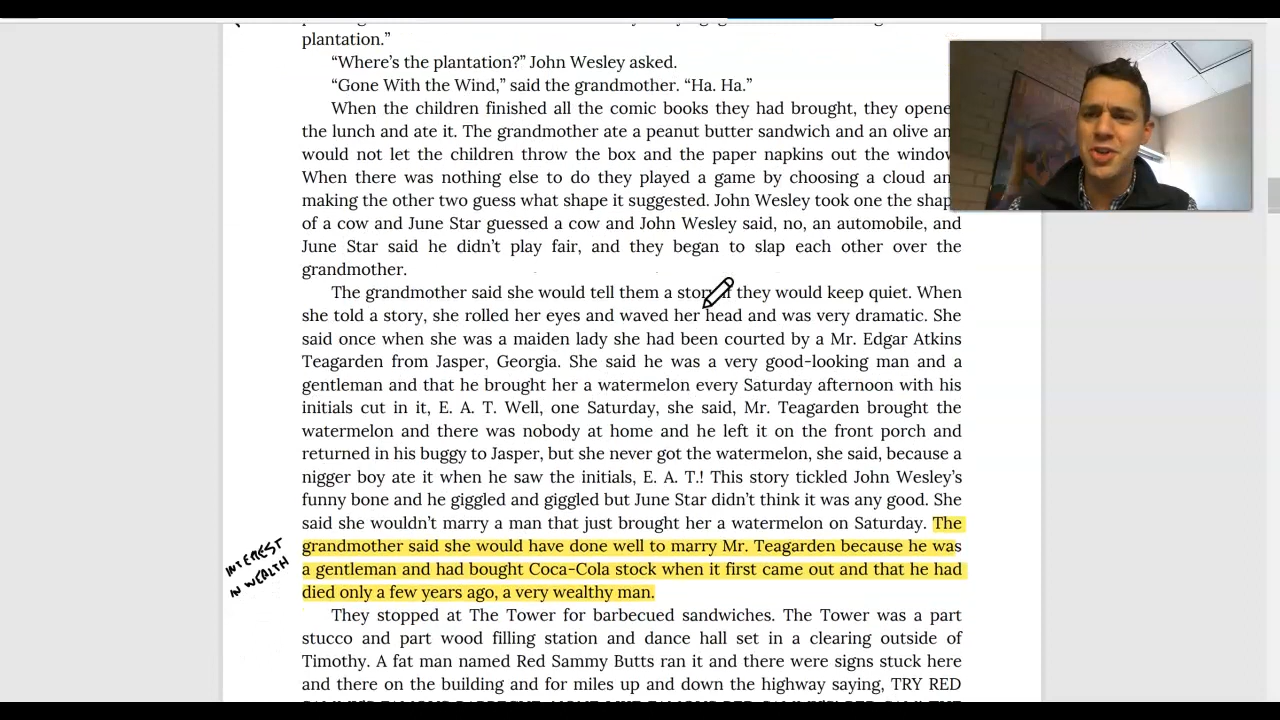 plantation.”
“Where’s the plantation?” John Wesley asked.
“Gone With the Wind,” said the grandmother. “Ha. Ha.”
When the children finished all the comic books they had brought, they opene
the lunch and ate it. The grandmother ate a peanut butter sandwich and an olive an
would not let the children throw the box and the paper napkins out the window
When there was nothing else to do they played a game by choosing a cloud an
making the other two guess what shape it suggested. John Wesley took one the shap
of a cow and June Star guessed a cow and John Wesley said, no, an automobile, and
June Star said he didn’t play fair, and they began to slap each other over the
grandmother.
The grandmother said she would tell them a story if they would keep quiet. When
she told a story, she rolled her eyes and waved her head and was very dramatic. She
said once when she was a maiden lady she had been courted by a Mr. Edgar Atkins
Teagarden from Jasper, Georgia. She said he was a very good-looking man and a
gentleman and that he brought her a watermelon every Saturday afternoon with his
initials cut in it, E. A. T. Well, one Saturday, she said, Mr. Teagarden brought the
watermelon and there was nobody at home and he left it on the front porch and
returned in his buggy to Jasper, but she never got the watermelon, she said, because a
nigger boy ate it when he saw the initials, E. A. T.! This story tickled John Wesley’s
funny bone and he giggled and giggled but June Star didn’t think it was any good. She
said she wouldn’t marry a man that just brought her a watermelon on Saturday. The
grandmother said she would have done well to marry Mr. Teagarden because he was
a gentleman and had bought Coca-Cola stock when it first came out and that he had
died only a few years ago, a very wealthy man.
INTEREST
IN WEALTH
They stopped at The Tower for barbecued sandwiches. The Tower was a part
stucco and part wood filling station and dance hall set in a clearing outside of
Timothy. A fat man named Red Sammy Butts ran it and there were signs stuck here
and there on the building and for miles up and down the highway saying, TRY RED